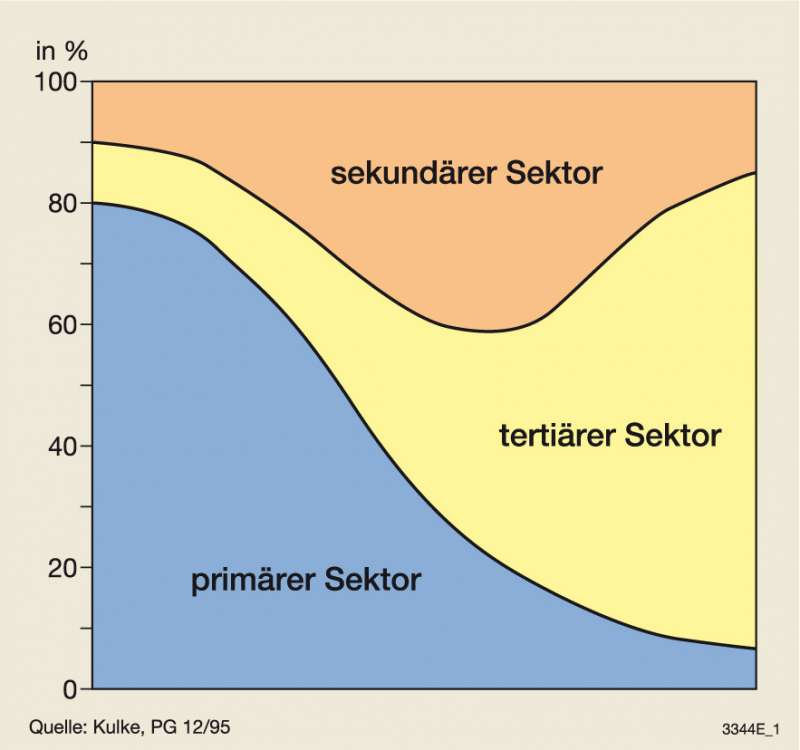 in %
100
80
60
40
20
0
sekundärer Sektor
tertiärer Sektor
primärer Sektor
Quelle: Kulke, PG 12/95
3344E_1